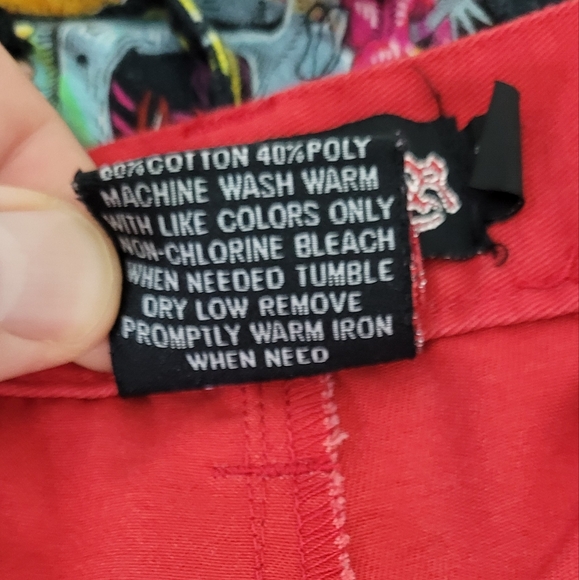 60% COTTON 40% POLY
MACHINE WASH WARM
WITH LIKE COLORS ONLY
NON-CHLORINE BLEACH
WHEN NEEDED TUMBLE
DRY LOW REMOVE
PROMPTLY WARM IRON
WHEN NEED